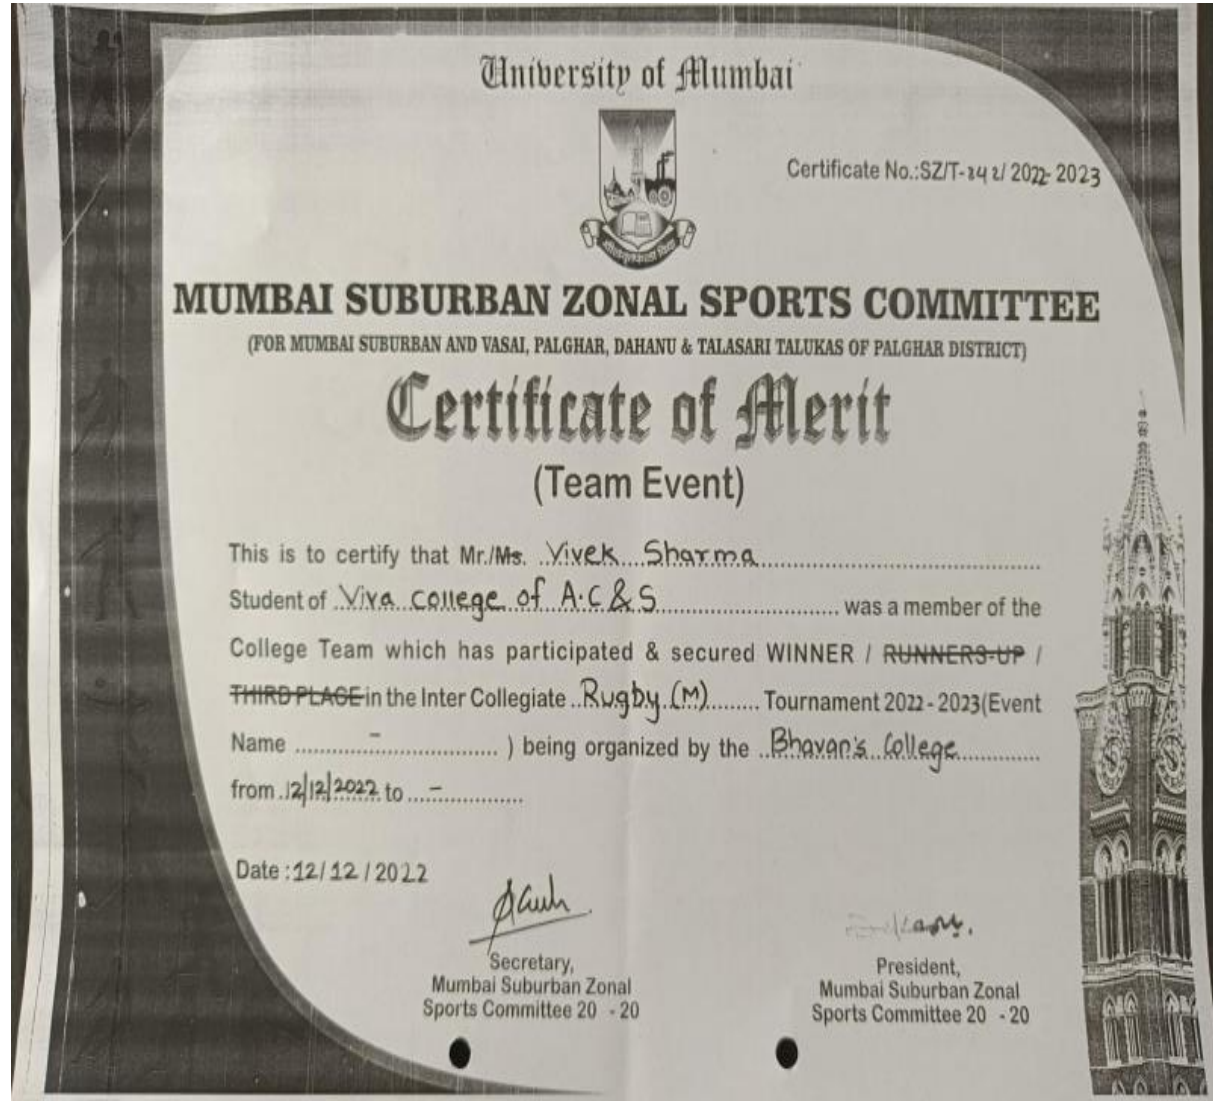 University of Mumbai
Certificate No.:SZ/T-242/2022-2023
MUMBAI SUBURBAN ZONAL SPORTS COMMITTEE
(FOR MUMBAI SUBURBAN AND VASAI, PALGHAR, DAHANU & TALASARI TALUKAS OF PALGHAR DISTRICT)
Certificate of Merit
(Team Event)
This is to certify that Mr./Ms. Vivek Sharma
Student of Viva college of A.C & S was a member of the
College Team which has participated & secured WINNER / RUNNERS-UP /
THIRD PLACE in the Inter Collegiate Rugby (M) Tournament 2022-2023(Event
Name - ) being organized by the Bhavan's College
from 12/12/2022 to -
Date : 12/12/2022
Secretary,
Mumbai Suburban Zonal
Sports Committee 20 - 20
President,
Mumbai Suburban Zonal
Sports Committee 20 - 20